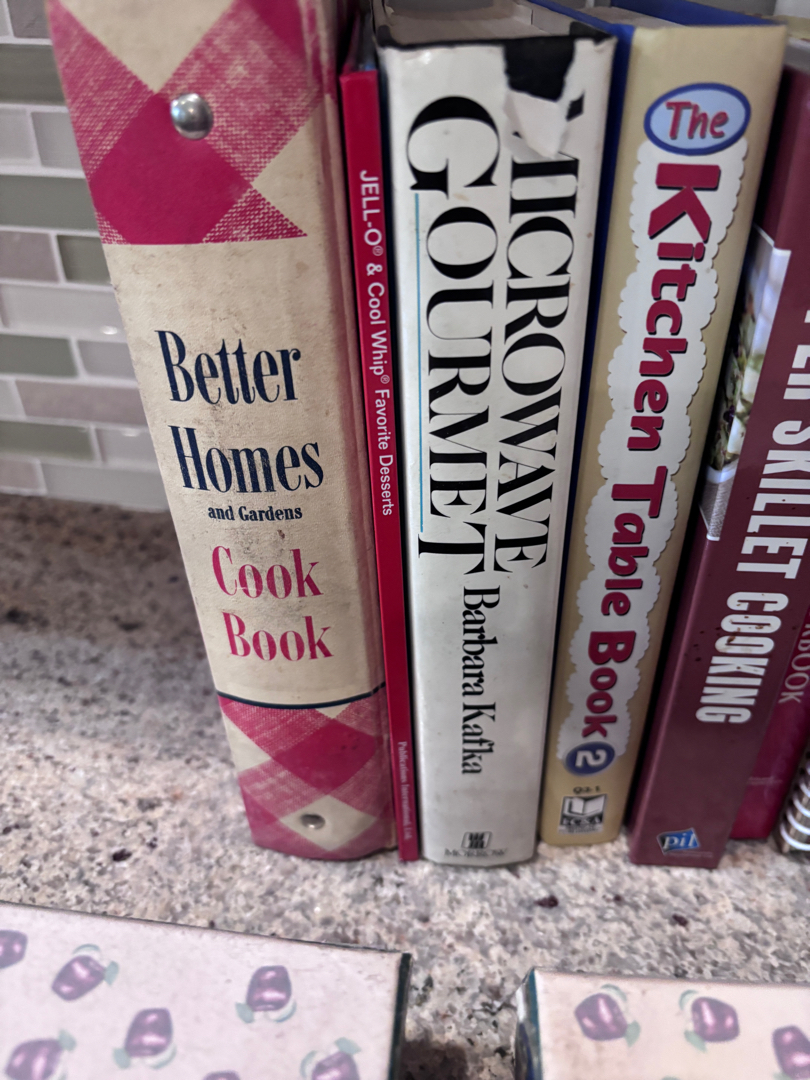 Better
Homes
and Gardens
Cook
Book
JELL-O® & Cool Whip® Favorite Desserts
Publications International, Ltd.
MICROWAVE
GOURMET
Barbara Kafka
MORROW
The
Kitchen Table Book 2
SKILLET COOKING
pil